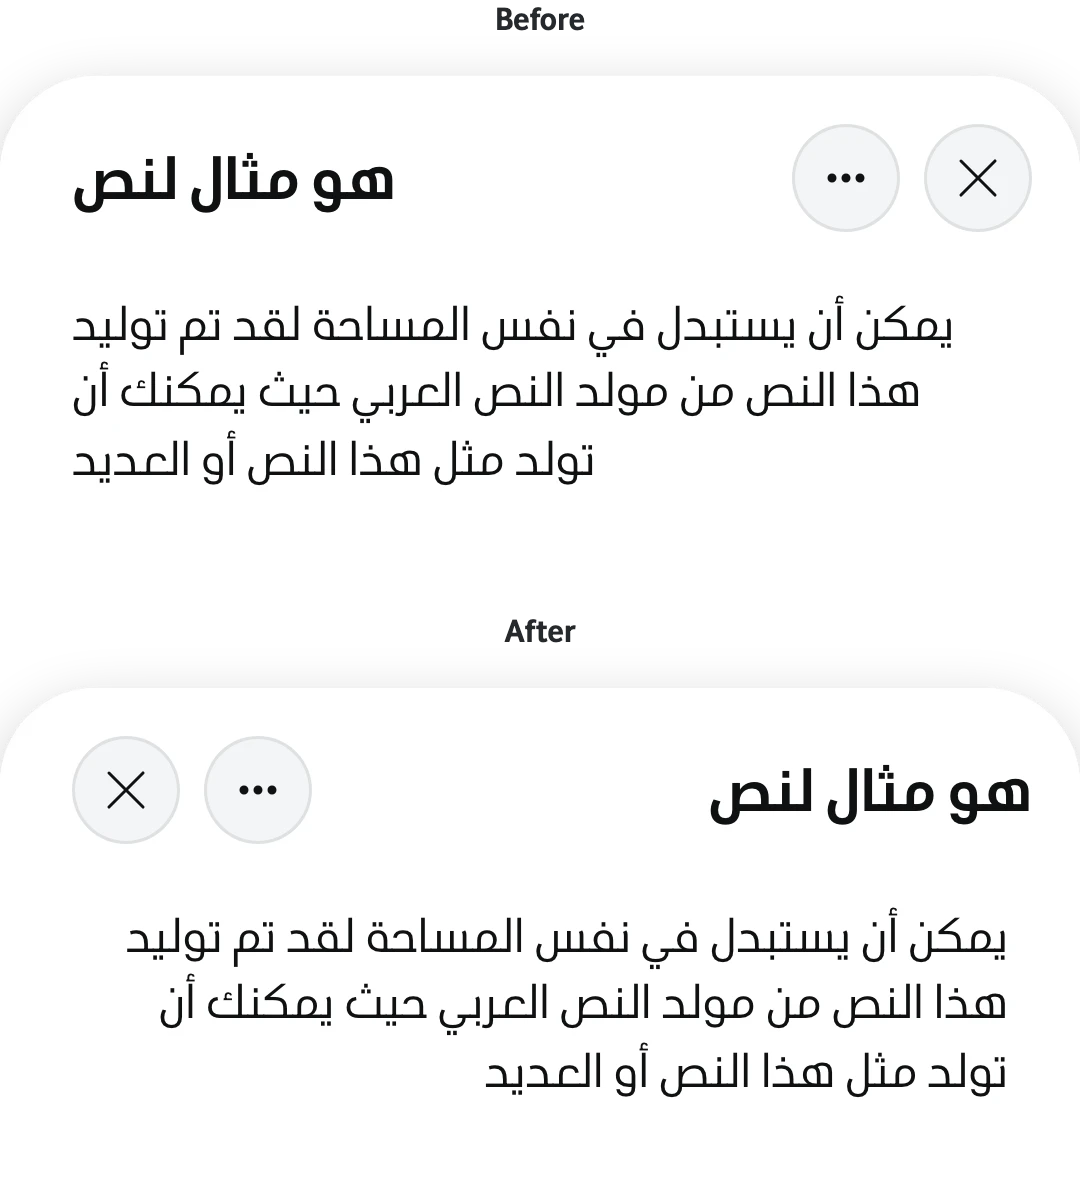 Before
هو مثال لنص
يمكن أن يستبدل في نفس المساحة لقد تم توليد
هذا النص من مولد النص العربي حيث يمكنك أن
تولد مثل هذا النص أو العديد
After
هو مثال لنص
يمكن أن يستبدل في نفس المساحة لقد تم توليد
هذا النص من مولد النص العربي حيث يمكنك أن
تولد مثل هذا النص أو العديد